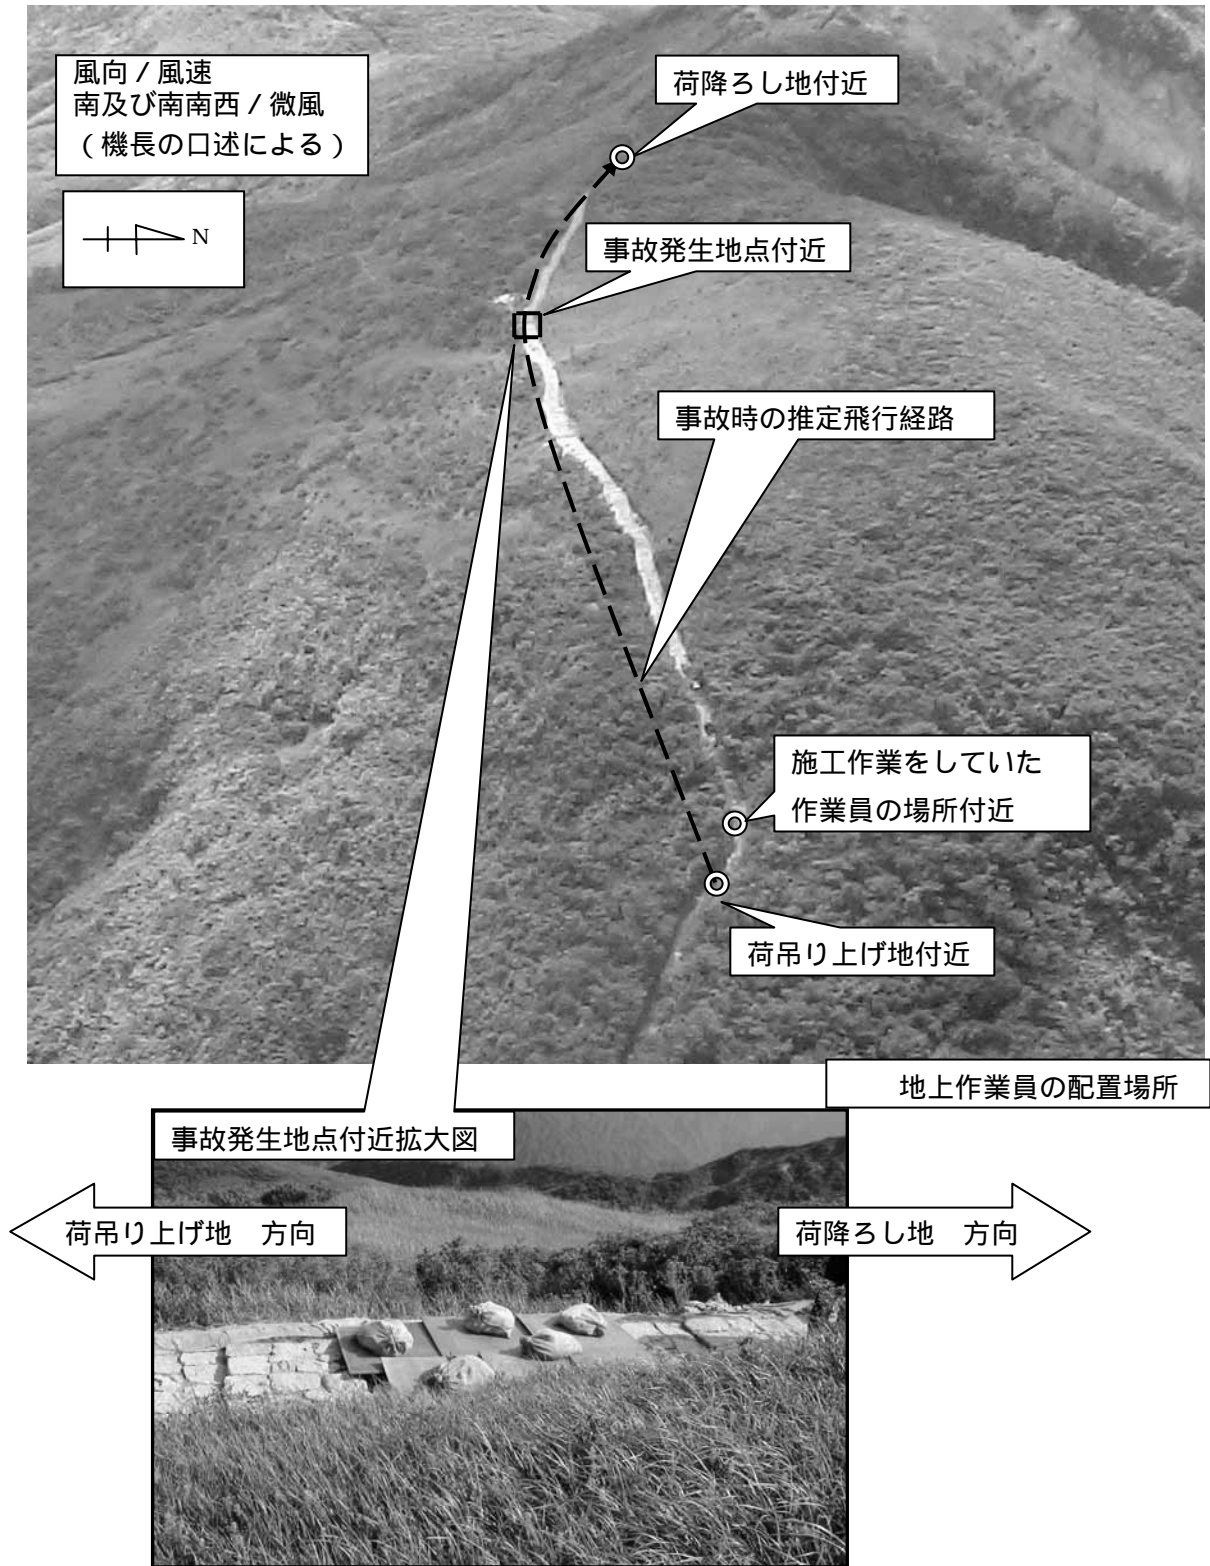 風向 / 風速
南及び南南西 / 微風
( 機長の口述による )
N
荷降ろし地付近
事故発生地点付近
事故時の推定飛行経路
施工作業をしていた
作業員の場所付近
荷吊り上げ地付近
地上作業員の配置場所
事故発生地点付近拡大図
荷吊り上げ地　方向
荷降ろし地　方向